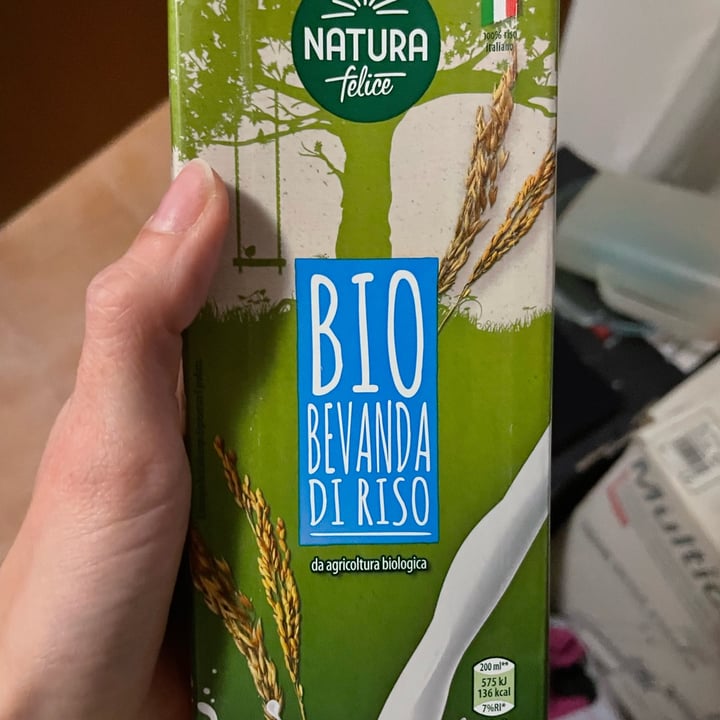 NATURA
felice
100% riso
italiano
BIO
BEVANDA
DI RISO
da agricoltura biologica
200 ml**
575 kJ
136 kcal
7%RI*
Multi